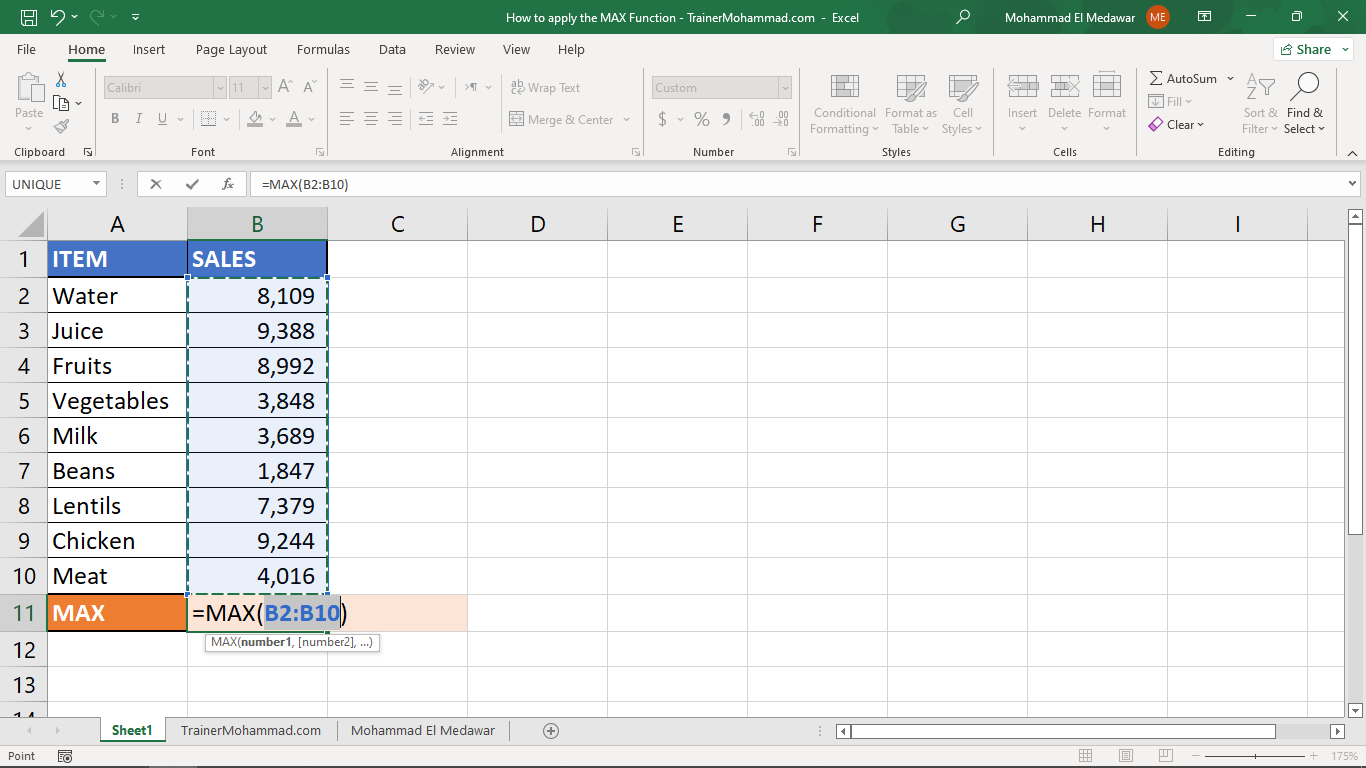 How to apply the MAX Function - TrainerMohammad.com - Excel
Mohammad El Medawar ME
File Home Insert Page Layout Formulas Data Review View Help Share
Paste
Clipboard
Calibri 11
B I U A
Font
ab Wrap Text
Merge & Center
Alignment
Custom
$ % 9
Number
Conditional Formatting
Format as Table
Cell Styles
Styles
Insert Delete Format
Cells
AutoSum
Fill
Clear
Sort & Filter
Find & Select
Editing
UNIQUE fx =MAX(B2:B10)
A B C D E F G H I
1 ITEM SALES
2 Water 8,109
3 Juice 9,388
4 Fruits 8,992
5 Vegetables 3,848
6 Milk 3,689
7 Beans 1,847
8 Lentils 7,379
9 Chicken 9,244
10 Meat 4,016
11 MAX =MAX(B2:B10)
MAX(number1, [number2], ...)
12
13
14
Sheet1 TrainerMohammad.com Mohammad El Medawar
Point 175%